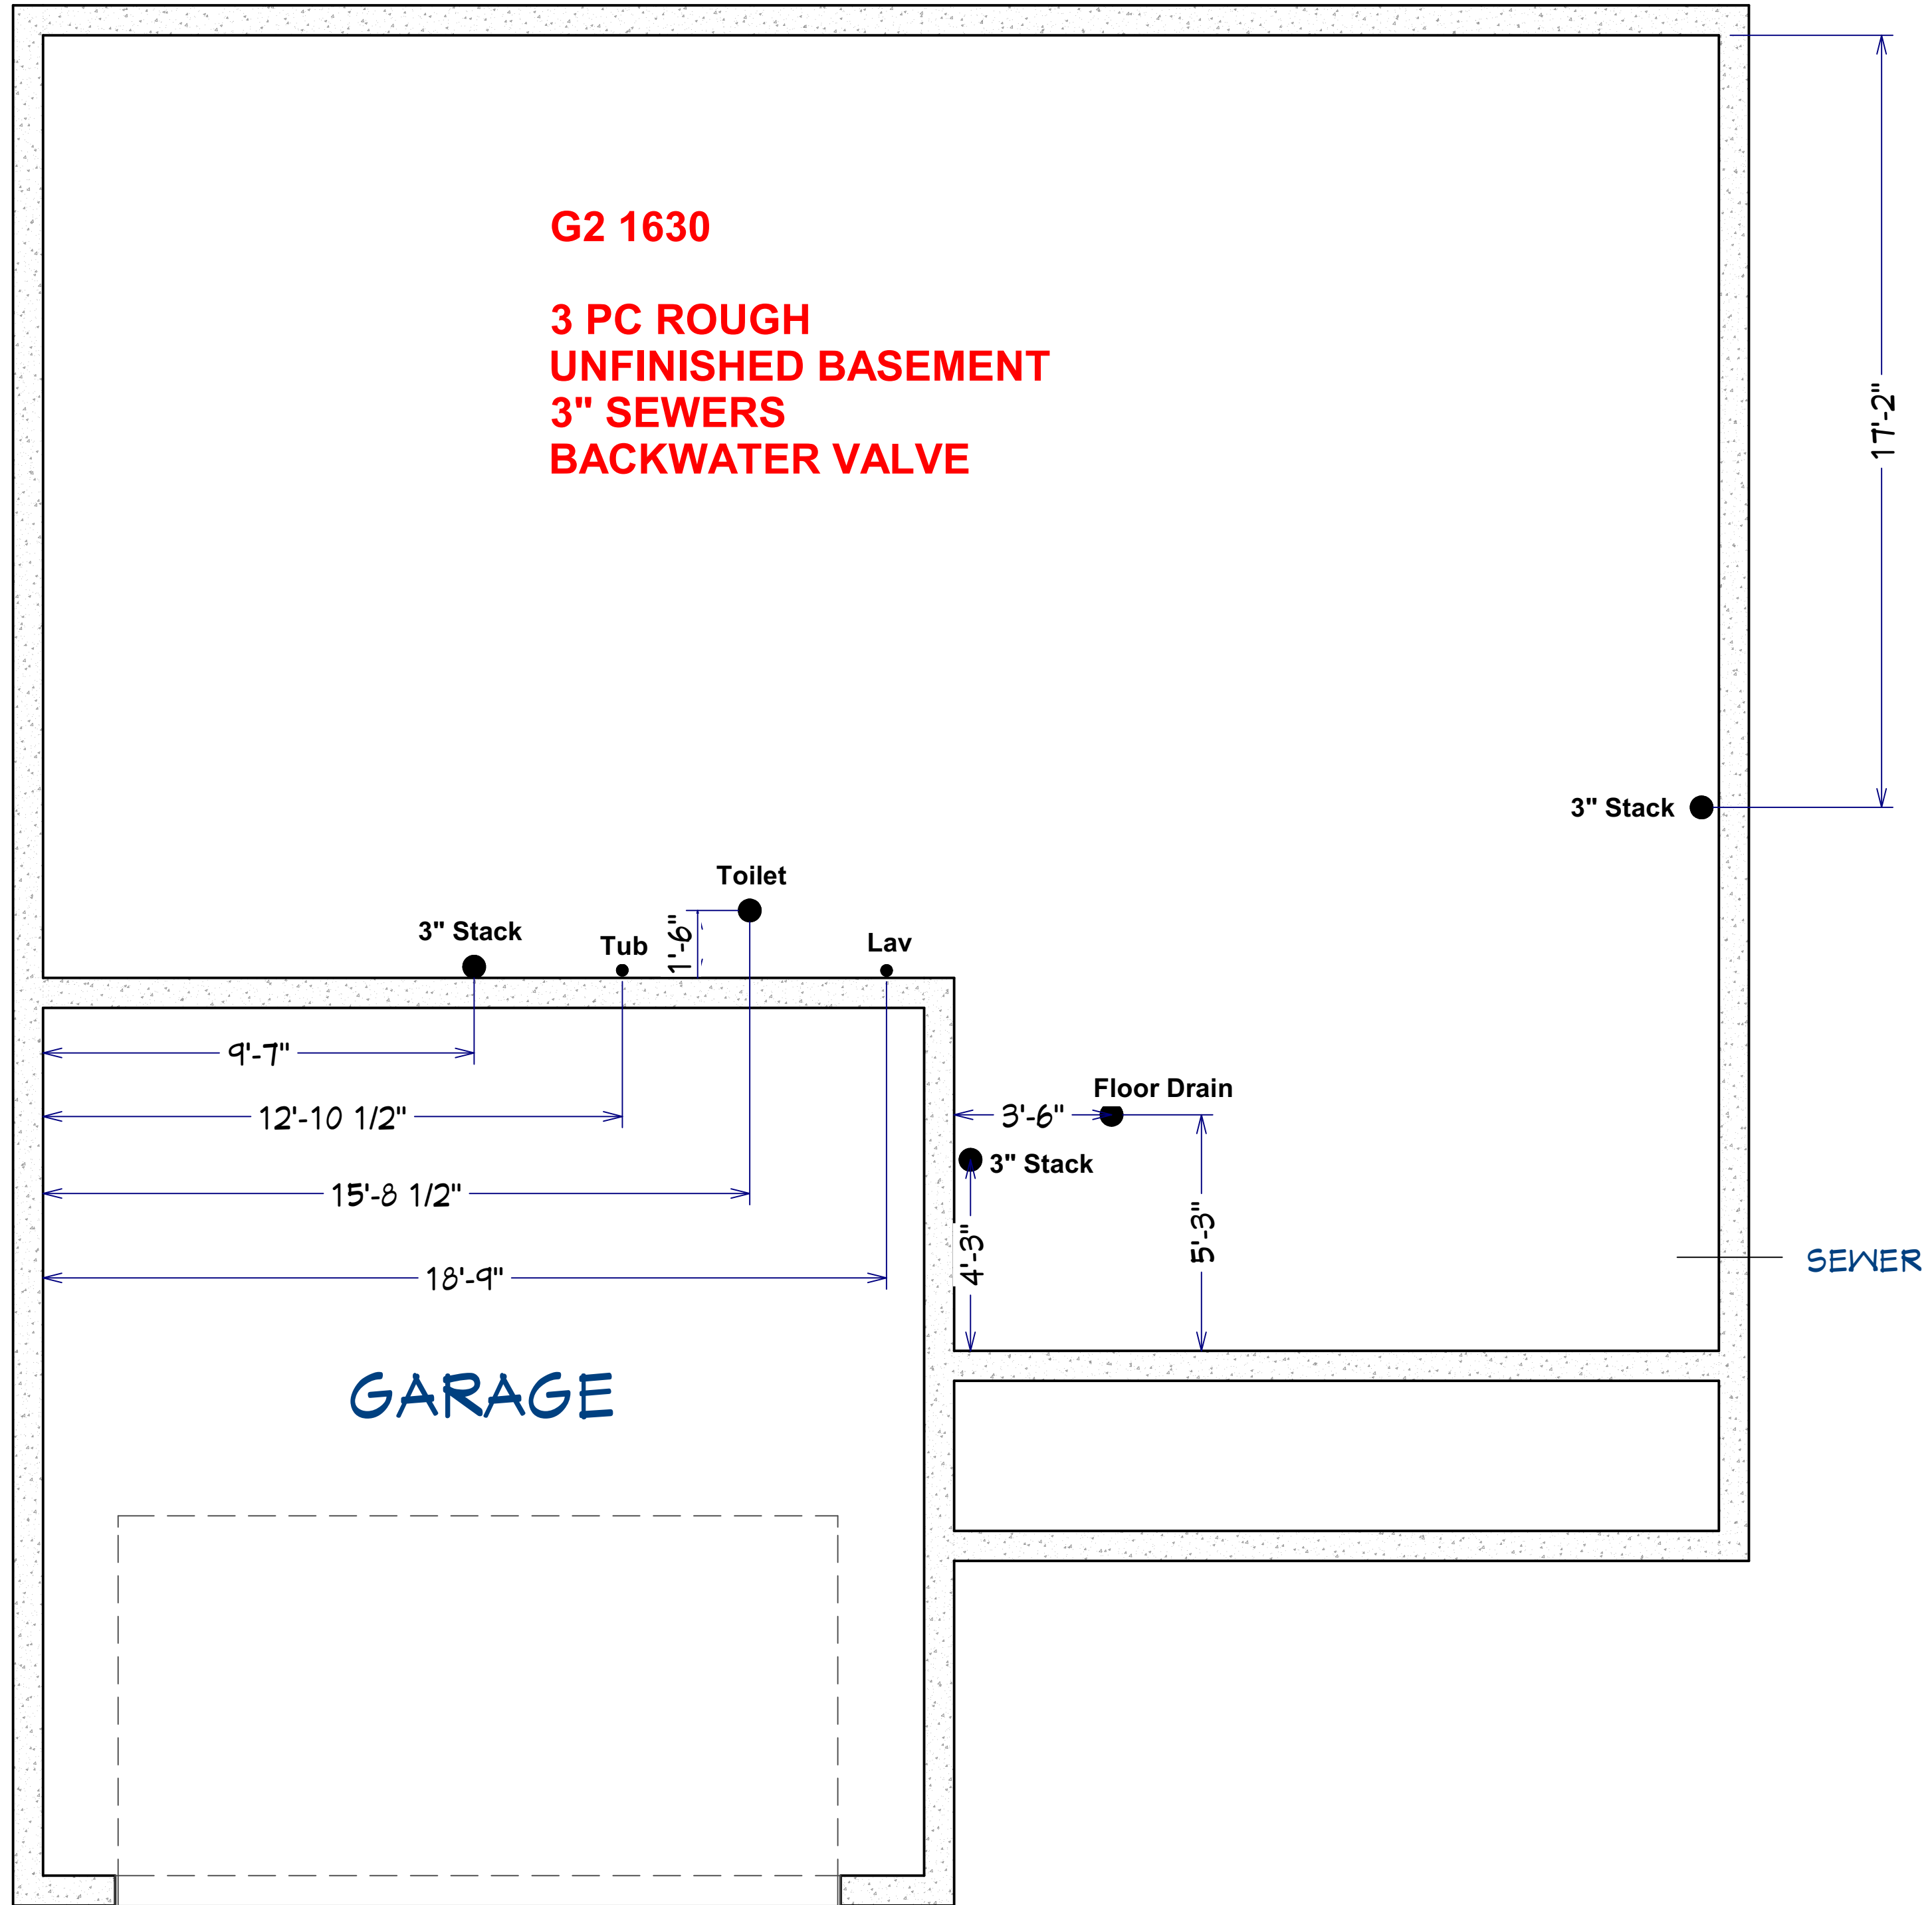 G2 1630
3 PC ROUGH
UNFINISHED BASEMENT
3" SEWERS
BACKWATER VALVE
17'-2"
3" Stack
Toilet
3" Stack
Tub
1'-6"
Lav
9'-7"
12'-10 1/2"
15'-8 1/2"
18'-9"
Floor Drain
3'-6"
3" Stack
4'-3"
5'-3"
SEWER
GARAGE